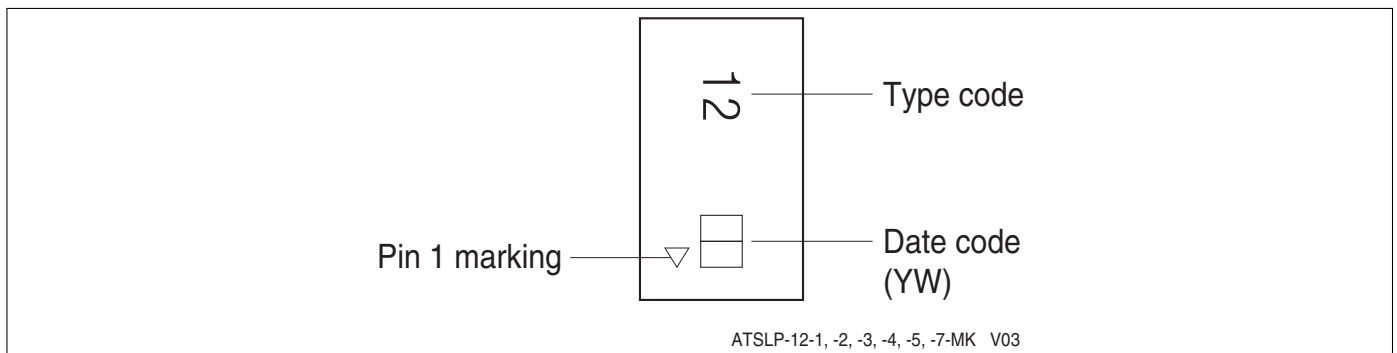 12
Type code
Pin 1 marking
Date code
(YW)
ATSLP-12-1, -2, -3, -4, -5, -7-MK V03